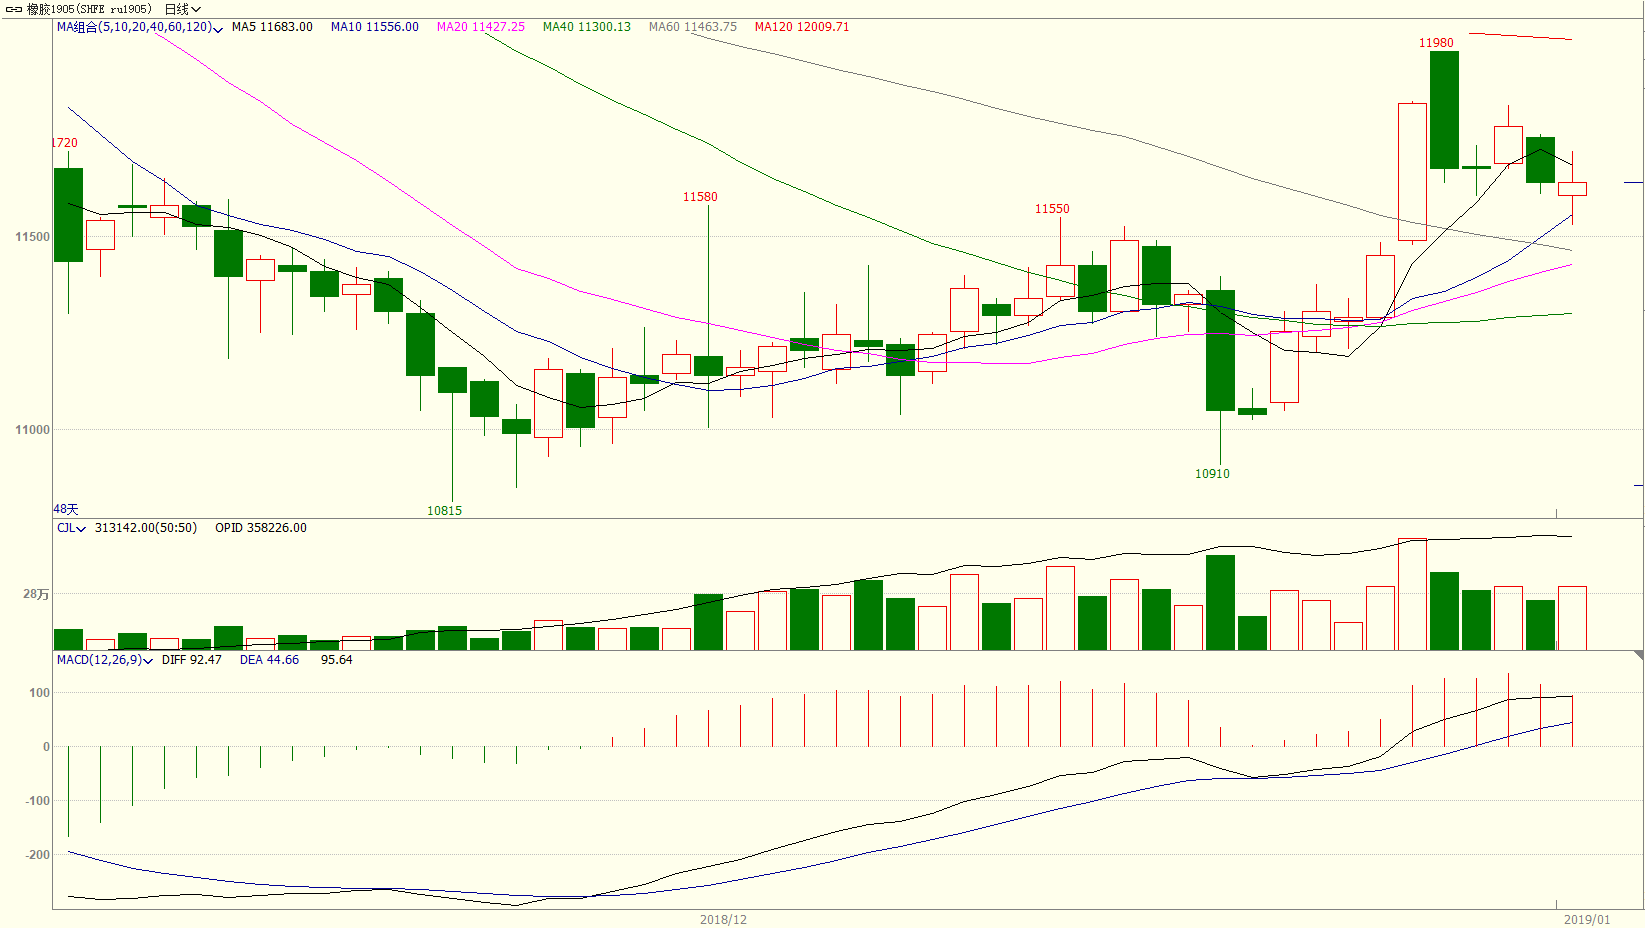 橡胶1905(SHFE ru1905) 日线
MA组合(5,10,20,40,60,120) MA5 11683.00 MA10 11556.00 MA20 11427.25 MA40 11300.13 MA60 11463.75 MA120 12009.71
11980
1720
11580
11550
11500
11000
10910
48天
10815
CJL 313142.00(50:50) OPID 358226.00
28万
MACD(12,26,9) DIFF 92.47 DEA 44.66 95.64
100
0
-100
-200
2018/12 2019/01